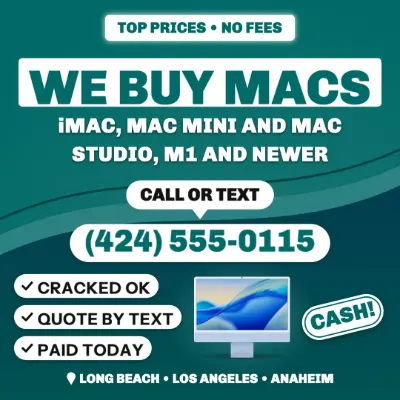 TOP PRICES • NO FEES
WE BUY MACS
iMAC, MAC MINI AND MAC
STUDIO, M1 AND NEWER
CALL OR TEXT
(424) 555-0115
CRACKED OK
QUOTE BY TEXT
PAID TODAY
CASH!
LONG BEACH • LOS ANGELES • ANAHEIM